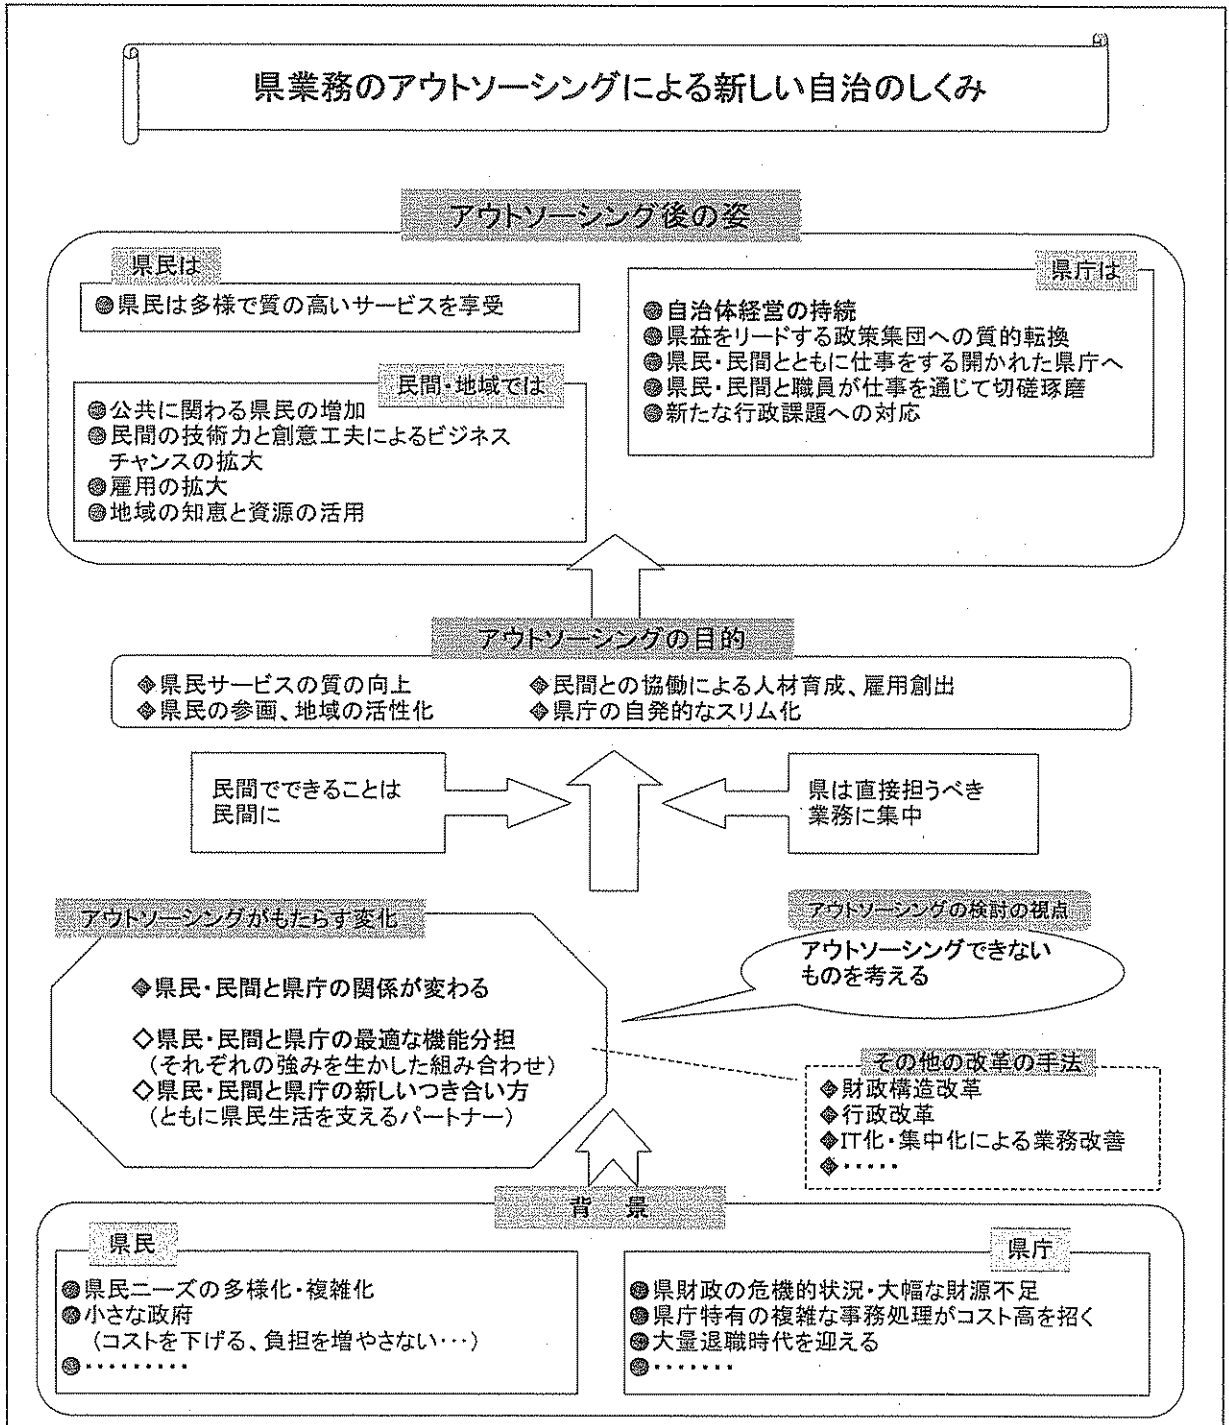 県業務のアウトソーシングによる新しい自治のしくみ
アウトソーシング後の姿
県民は
●県民は多様で質の高いサービスを享受
民間・地域では
●公共に関わる県民の増加
●民間の技術力と創意工夫によるビジネス
チャンスの拡大
●雇用の拡大
●地域の知恵と資源の活用
県庁は
●自治体経営の持続
●県益をリードする政策集団への質的転換
●県民・民間とともに仕事をする開かれた県庁へ
●県民・民間と職員が仕事を通じて切磋琢磨
●新たな行政課題への対応
アウトソーシングの目的
◆県民サービスの質の向上
◆県民の参画、地域の活性化
◆民間との協働による人材育成、雇用創出
◆県庁の自発的なスリム化
民間でできることは
民間に
県は直接担うべき
業務に集中
アウトソーシングがもたらす変化
◆県民・民間と県庁の関係が変わる
◇県民・民間と県庁の最適な機能分担
(それぞれの強みを生かした組み合わせ)
◇県民・民間と県庁の新しいつき合い方
(ともに県民生活を支えるパートナー)
アウトソーシングの検討の視点
アウトソーシングできない
ものを考える
その他の改革の手法
◆財政構造改革
◆行政改革
◆IT化・集中化による業務改善
◆・・・・・
背 景
県民
●県民ニーズの多様化・複雑化
●小さな政府
(コストを下げる、負担を増やさない…)
●・・・・・・・・・
県庁
●県財政の危機的状況・大幅な財源不足
●県庁特有の複雑な事務処理がコスト高を招く
●大量退職時代を迎える
●・・・・・・・